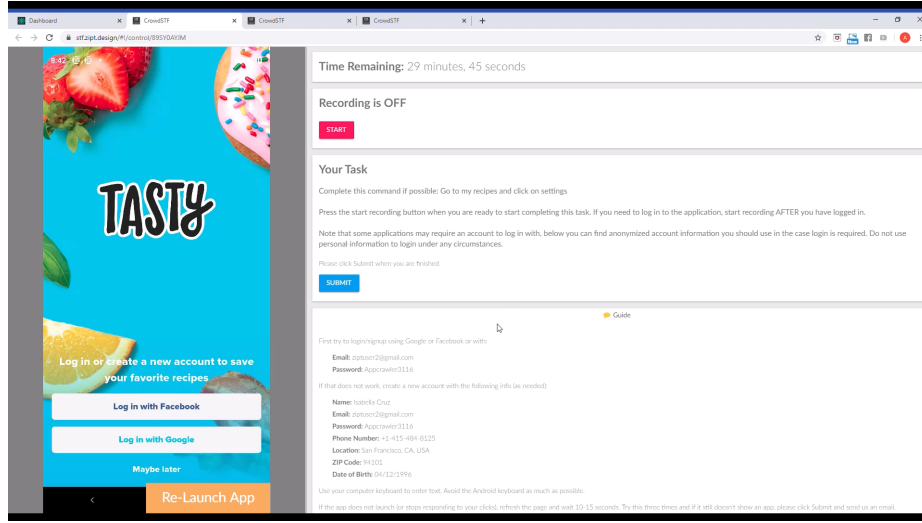 Dashboard
CrowdSTF
CrowdSTF
CrowdSTF
stf.zipt.design/#!/control/89SY0AYJM
8:42
TASTY
Log in or create a new account to save
your favorite recipes
Log in with Facebook
Log in with Google
Maybe later
Re-Launch App
Time Remaining: 29 minutes, 45 seconds
Recording is OFF
START
Your Task
Complete this command if possible: Go to my recipes and click on settings
Press the start recording button when you are ready to start completing this task. If you need to log in to the application, start recording AFTER you have logged in.
Note that some applications may require an account to log in with, below you can find anonymized account information you should use in the case login is required. Do not use
personal information to login under any circumstances.
Please click Submit when you are finished.
SUBMIT
Guide
First try to login/signup using Google or Facebook or with:
Email: ziptuser2@gmail.com
Password: Appcrawler3116
If that does not work, create a new account with the following info (as needed):
Name: Isabella Cruz
Email: ziptuser2@gmail.com
Password: Appcrawler3116
Phone Number: +1-415-484-8125
Location: San Francisco, CA, USA
ZIP Code: 94101
Date of Birth: 04/12/1996
Use your computer keyboard to enter text. Avoid the Android keyboard as much as possible.
If the app does not launch (or stops responding to your clicks), refresh the page and wait 10-15 seconds. Try this three times and if it still doesn't show an app, please click Submit and send us an email.